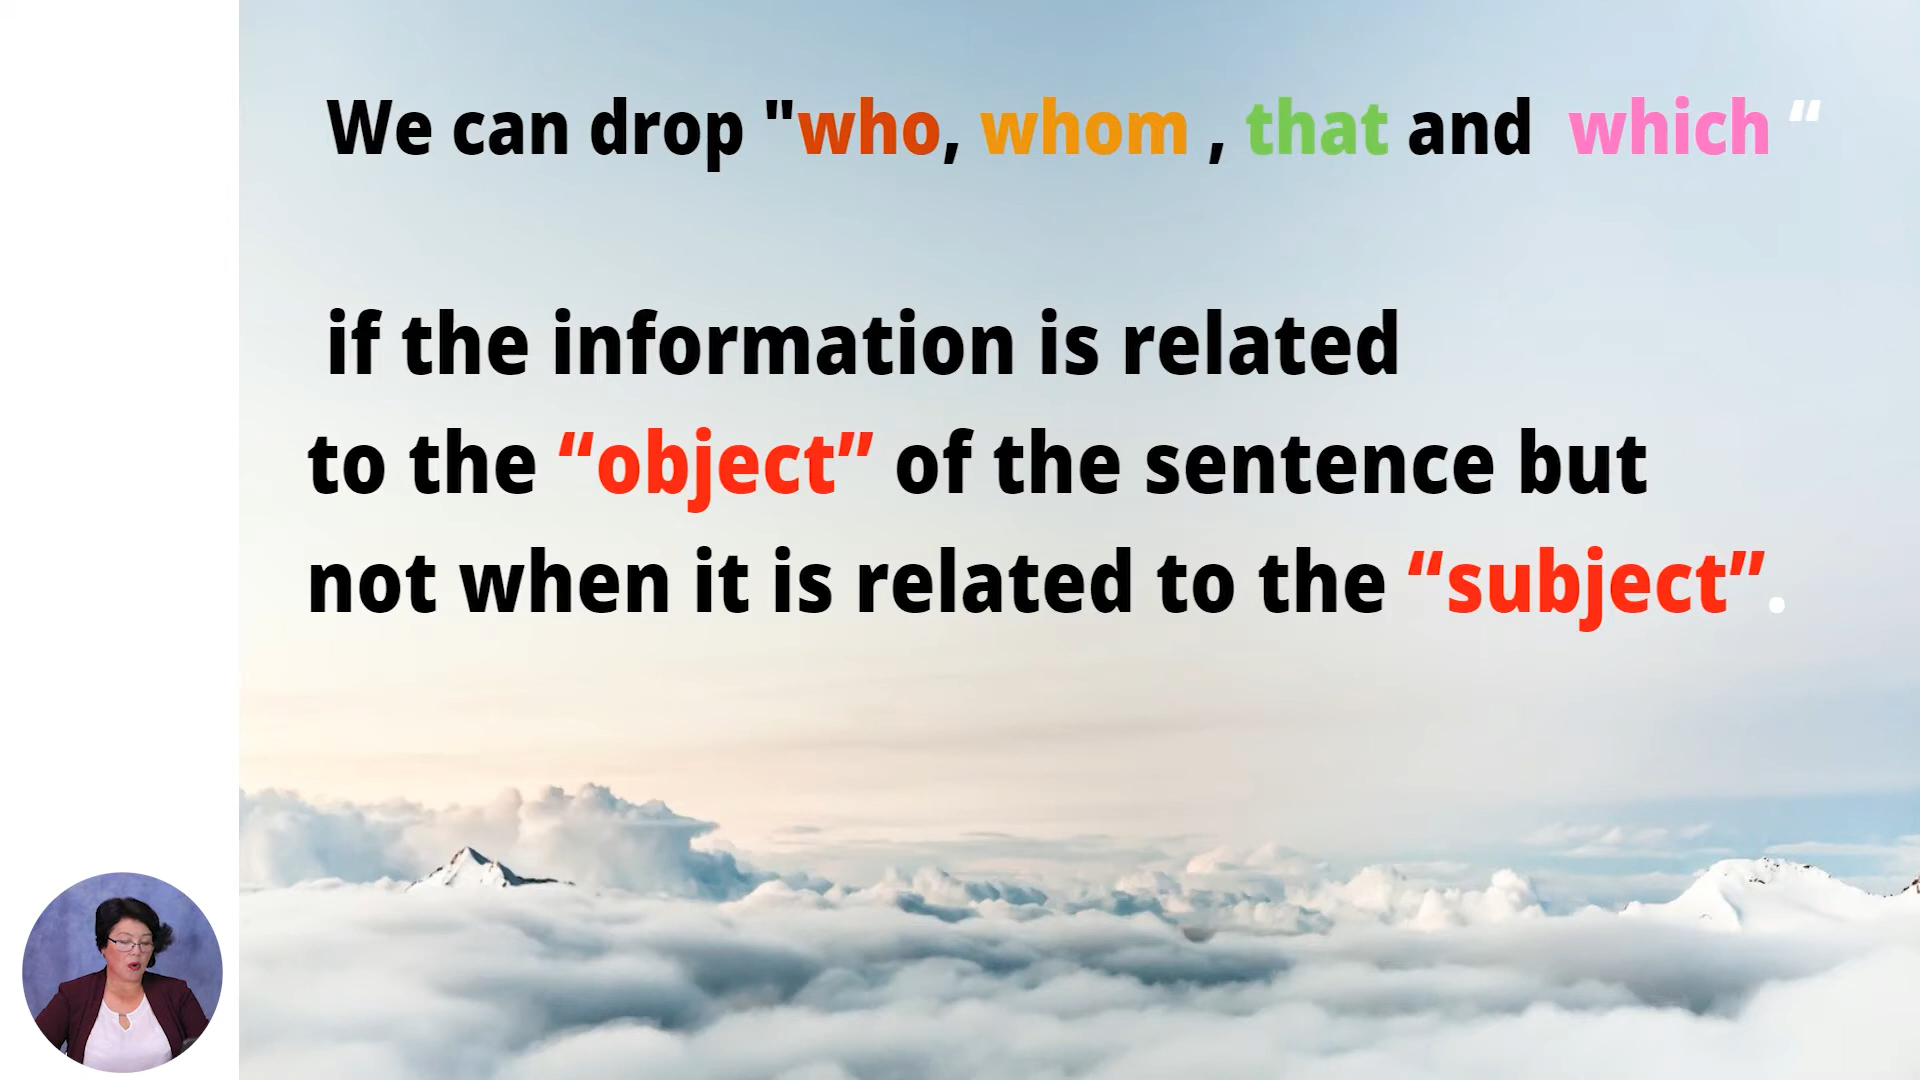 We can drop "who, whom , that and which “
if the information is related
to the “object” of the sentence but
not when it is related to the “subject”.